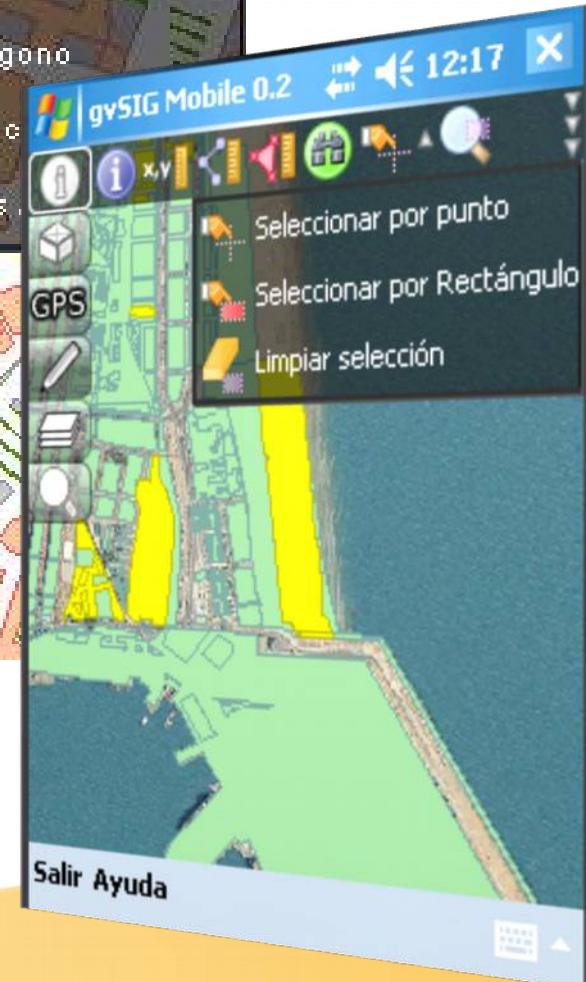 gono
c
s
gvSIG Mobile 0.2 12:17
x,y
Seleccionar por punto
GPS Seleccionar por Rectángulo
Limpiar selección
Salir Ayuda